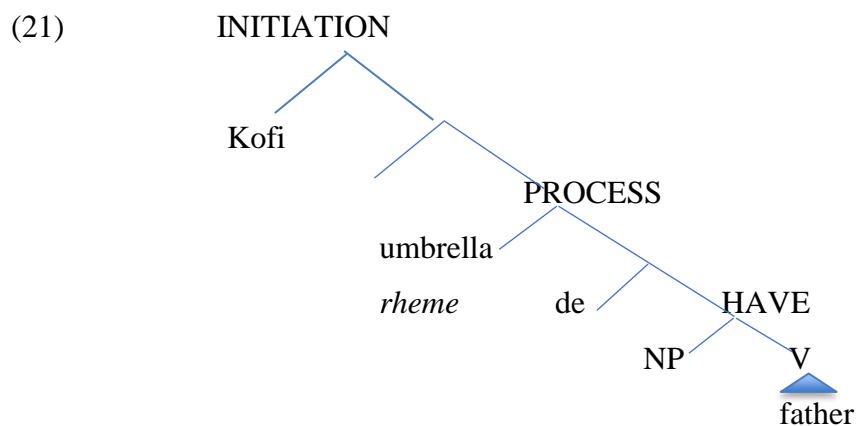 (21) INITIATION
Kofi
PROCESS
umbrella
rheme de HAVE
NP V
father